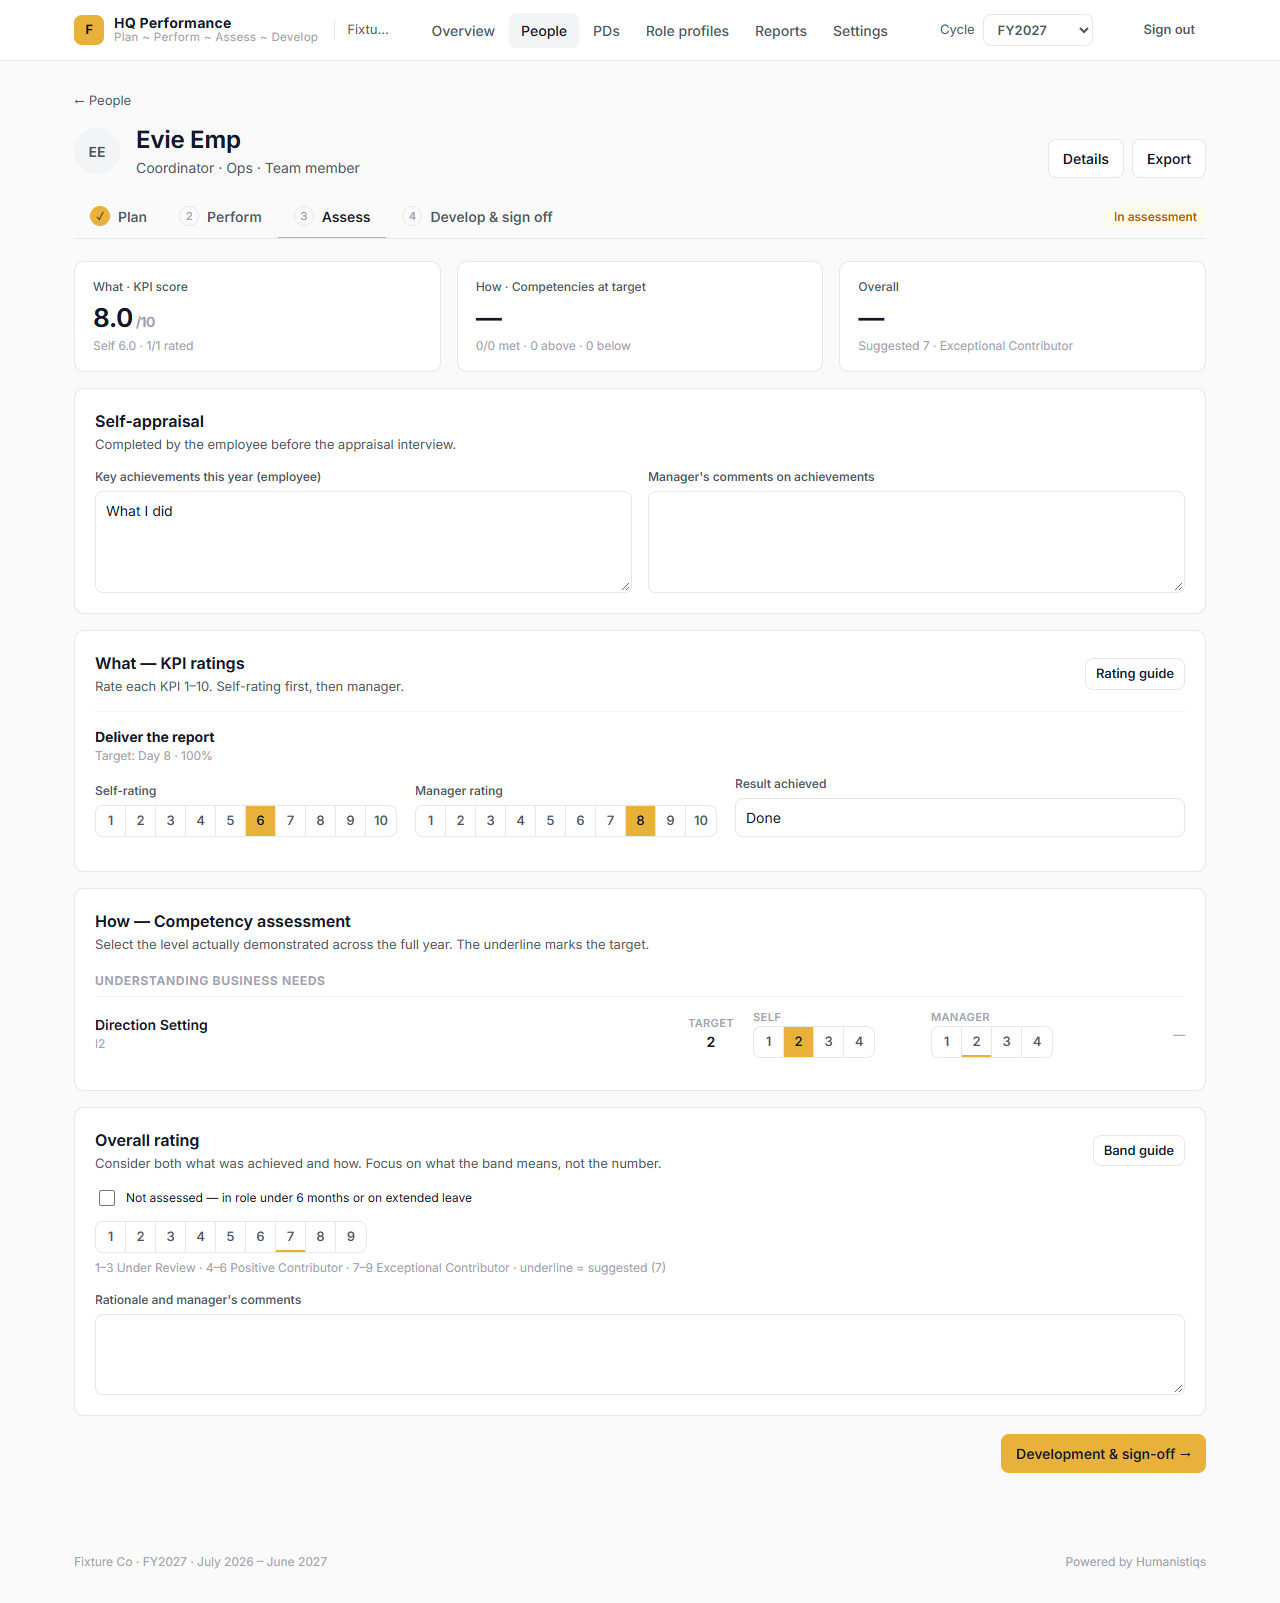 F
HQ Performance
Plan ~ Perform ~ Assess ~ Develop
Fixtu...
Overview
People
PDs
Role profiles
Reports
Settings
Cycle
FY2027
Sign out
← People
EE
Evie Emp
Coordinator · Ops · Team member
Details
Export
✓ Plan
2 Perform
3 Assess
4 Develop & sign off
In assessment
What · KPI score
8.0 /10
Self 6.0 · 1/1 rated
How · Competencies at target
—
0/0 met · 0 above · 0 below
Overall
—
Suggested 7 · Exceptional Contributor
Self-appraisal
Completed by the employee before the appraisal interview.
Key achievements this year (employee)
What I did
Manager's comments on achievements
What — KPI ratings
Rate each KPI 1–10. Self-rating first, then manager.
Rating guide
Deliver the report
Target: Day 8 · 100%
Self-rating
1 2 3 4 5 6 7 8 9 10
Manager rating
1 2 3 4 5 6 7 8 9 10
Result achieved
Done
How — Competency assessment
Select the level actually demonstrated across the full year. The underline marks the target.
UNDERSTANDING BUSINESS NEEDS
Direction Setting
I2
TARGET
2
SELF
1 2 3 4
MANAGER
1 2 3 4
—
Overall rating
Consider both what was achieved and how. Focus on what the band means, not the number.
Band guide
Not assessed — in role under 6 months or on extended leave
1 2 3 4 5 6 7 8 9
1–3 Under Review · 4–6 Positive Contributor · 7–9 Exceptional Contributor · underline = suggested (7)
Rationale and manager's comments
Development & sign-off →
Fixture Co · FY2027 · July 2026 – June 2027
Powered by Humanistiqs